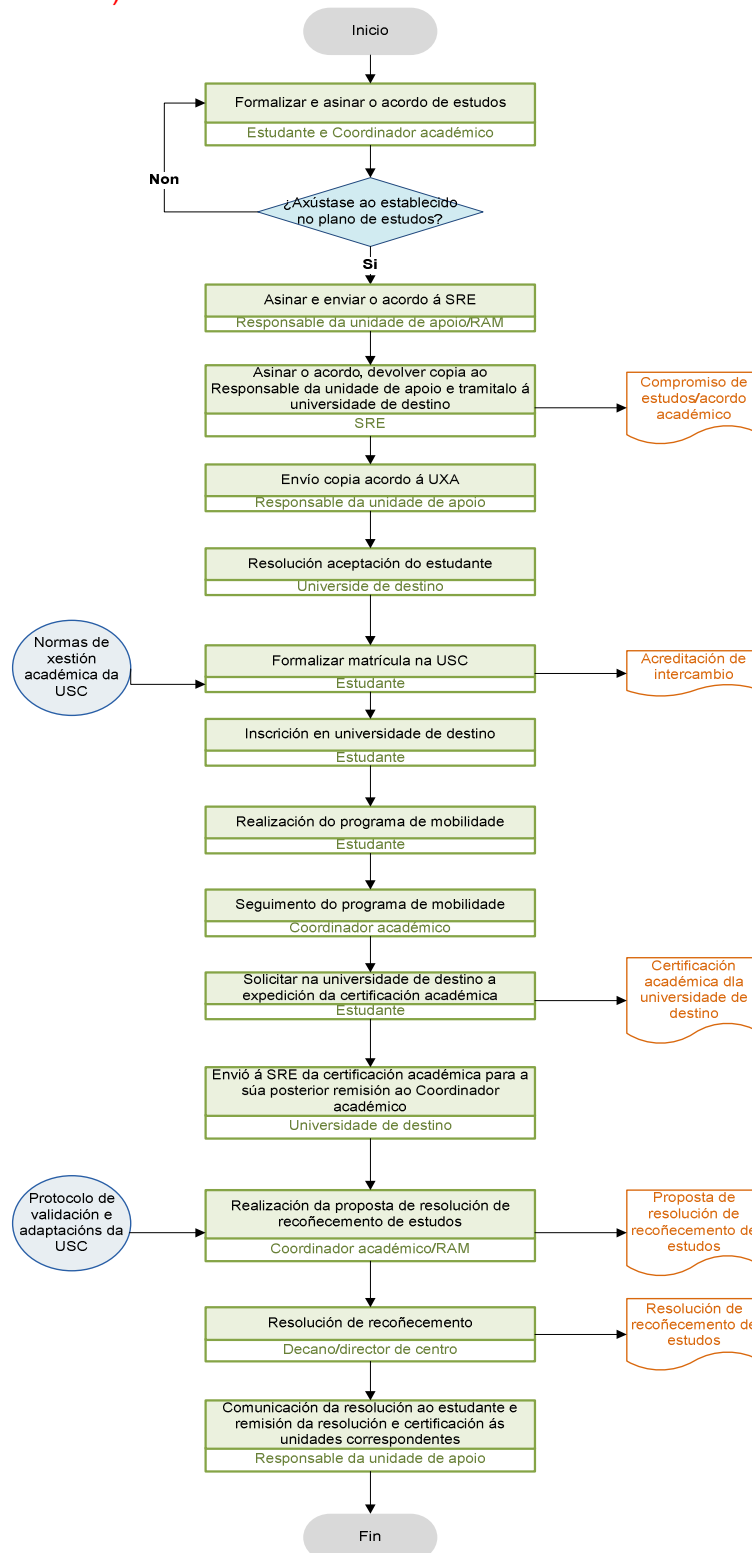 )
Inicio
Formalizar e asinar o acordo de estudos
Estudante e Coordinador académico
Non
¿Axústase ao establecido
no plano de estudos?
Si
Asinar e enviar o acordo á SRE
Responsable da unidade de apoio/RAM
Asinar o acordo, devolver copia ao
Responsable da unidade de apoio e tramitalo á
universidade de destino
SRE
Compromiso de
estudos/acordo
académico
Envío copia acordo á UXA
Responsable da unidade de apoio
Resolución aceptación do estudante
Universide de destino
Normas de
xestión
académica da
USC
Formalizar matrícula na USC
Estudante
Acreditación de
intercambio
Inscrición en universidade de destino
Estudante
Realización do programa de mobilidade
Estudante
Seguimento do programa de mobilidade
Coordinador académico
Solicitar na universidade de destino a
expedición da certificación académica
Estudante
Certificación
académica dla
universidade de
destino
Envió á SRE da certificación académica para a
súa posterior remisión ao Coordinador
académico
Universidade de destino
Protocolo de
validación e
adaptacións da
USC
Realización da proposta de resolución de
recoñecemento de estudos
Coordinador académico/RAM
Proposta de
resolución de
recoñecemento de
estudos
Resolución de recoñecemento
Decano/director de centro
Resolución de
recoñecemento de
estudos
Comunicación da resolución ao estudante e
remisión da resolución e certificación ás
unidades correspondentes
Responsable da unidade de apoio
Fin